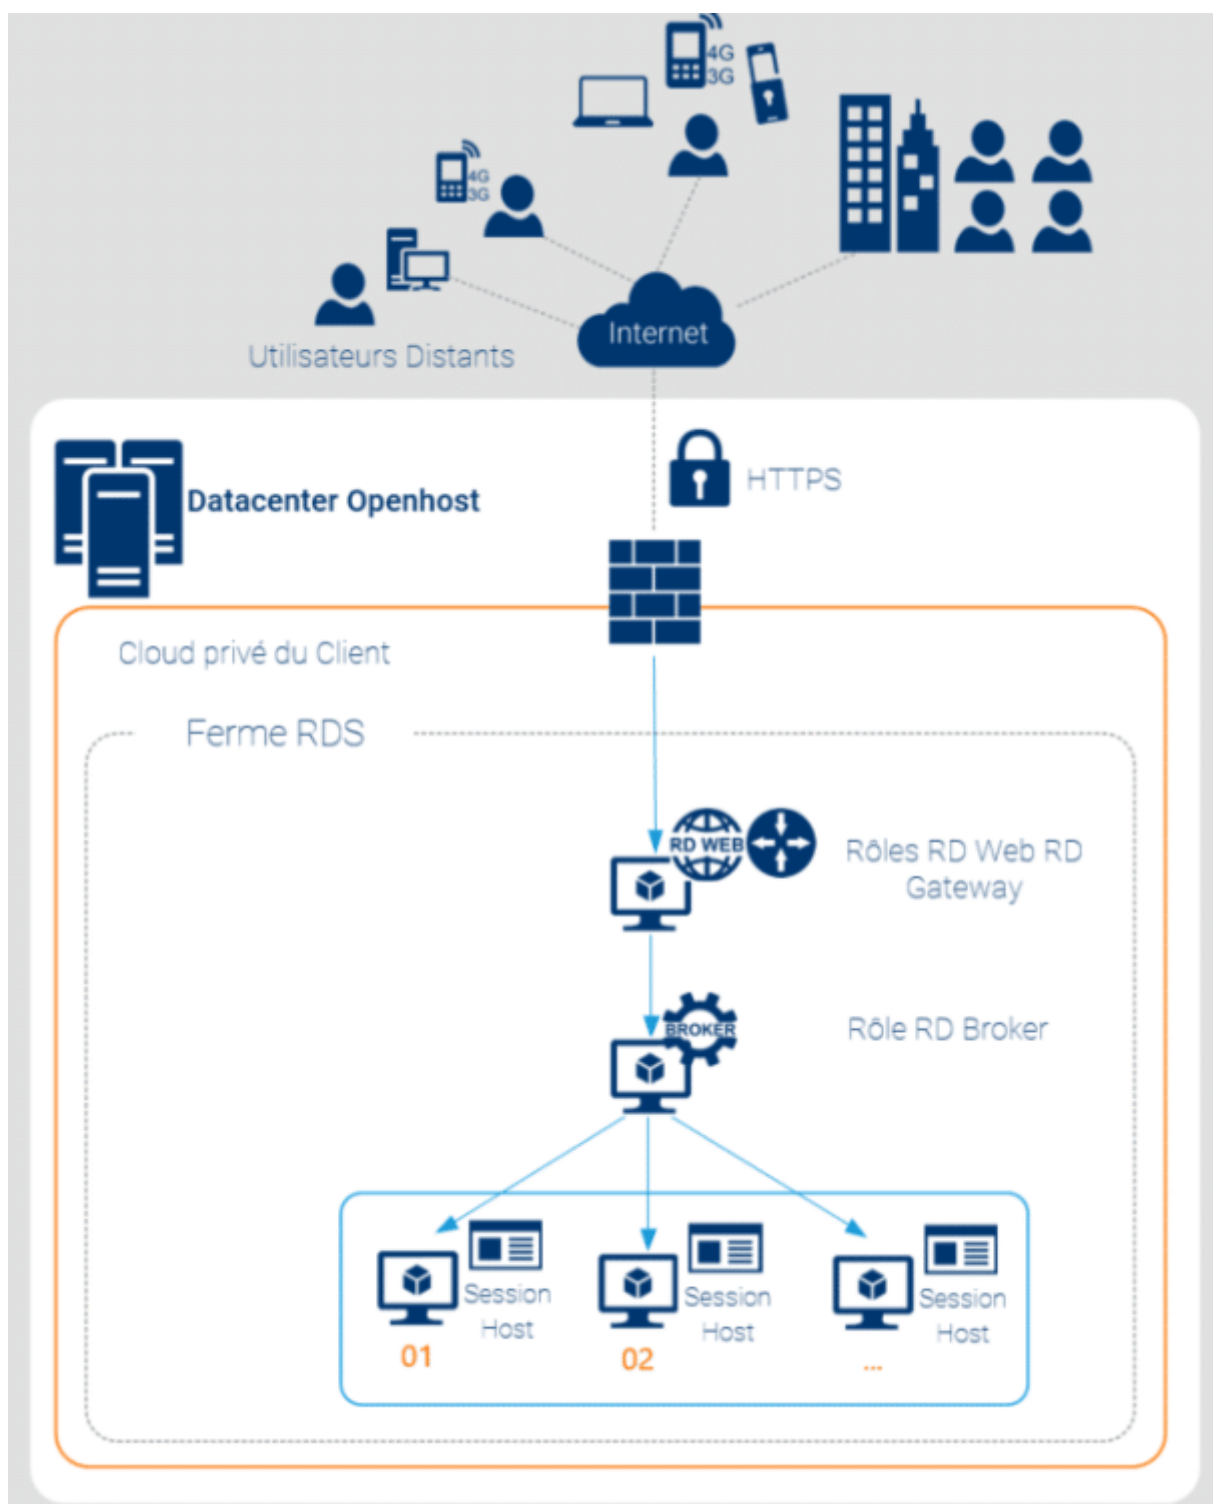 4G
3G
4G
3G
Internet
Utilisateurs Distants
HTTPS
Datacenter Openhost
Cloud privé du Client
Ferme RDS
RD WEB
Rôles RD Web RD
Gateway
BROKER
Rôle RD Broker
Session
Host
01
Session
Host
02
Session
Host
...